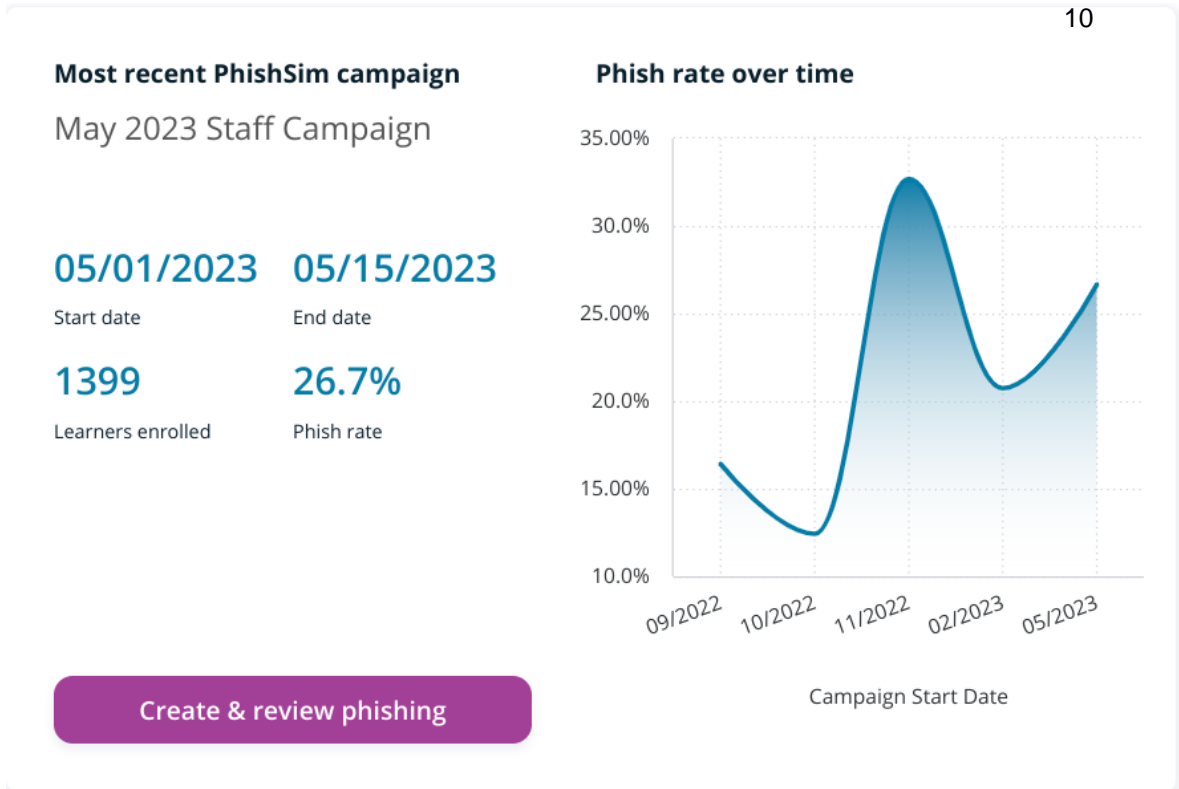 10
Most recent PhishSim campaign
May 2023 Staff Campaign
05/01/2023 05/15/2023
Start date End date
1399 26.7%
Learners enrolled Phish rate
Create & review phishing
Phish rate over time
35.00%
30.0%
25.00%
20.0%
15.00%
10.0%
09/2022 10/2022 11/2022 02/2023 05/2023
Campaign Start Date